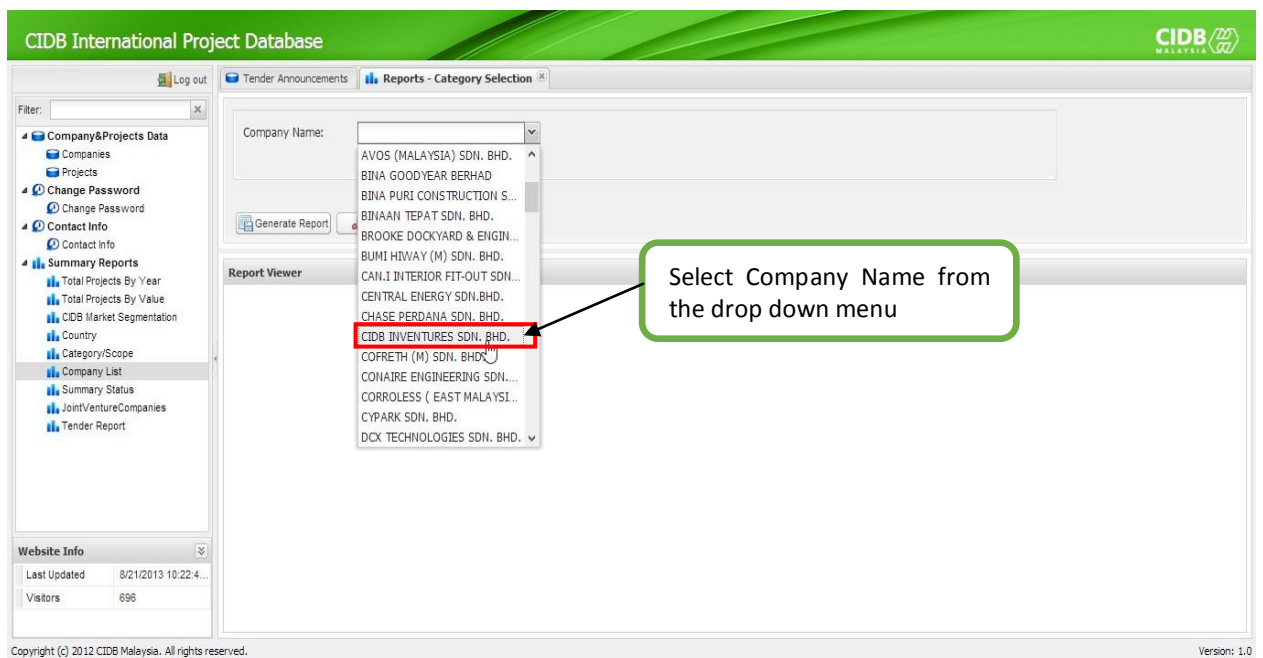 CIDB International Project Database
CIDB
MALAYSIA
Log out
Tender Announcements
Reports - Category Selection
Filter:
Company&Projects Data
Companies
Projects
Change Password
Change Password
Contact Info
Contact Info
Summary Reports
Total Projects By Year
Total Projects By Value
CIDB Market Segmentation
Country
Category/Scope
Company List
Summary Status
JointVentureCompanies
Tender Report
Website Info
Last Updated 8/21/2013 10:22:4...
Visitors 696
Company Name:
AVOS (MALAYSIA) SDN. BHD.
BINA GOODYEAR BERHAD
BINA PURI CONSTRUCTION S...
BINAAN TEPAT SDN. BHD.
BROOKE DOCKYARD & ENGIN...
BUMI HIWAY (M) SDN. BHD.
CAN.I INTERIOR FIT-OUT SDN...
CENTRAL ENERGY SDN.BHD.
CHASE PERDANA SDN. BHD.
CIDB INVENTURES SDN. BHD.
COFRETH (M) SDN. BHD.
CONAIRE ENGINEERING SDN....
CORROLESS ( EAST MALAYSI...
CYPARK SDN. BHD.
DCX TECHNOLOGIES SDN. BHD.
Generate Report
Report Viewer
Select Company Name from
the drop down menu
Copyright (c) 2012 CIDB Malaysia. All rights reserved.
Version: 1.0